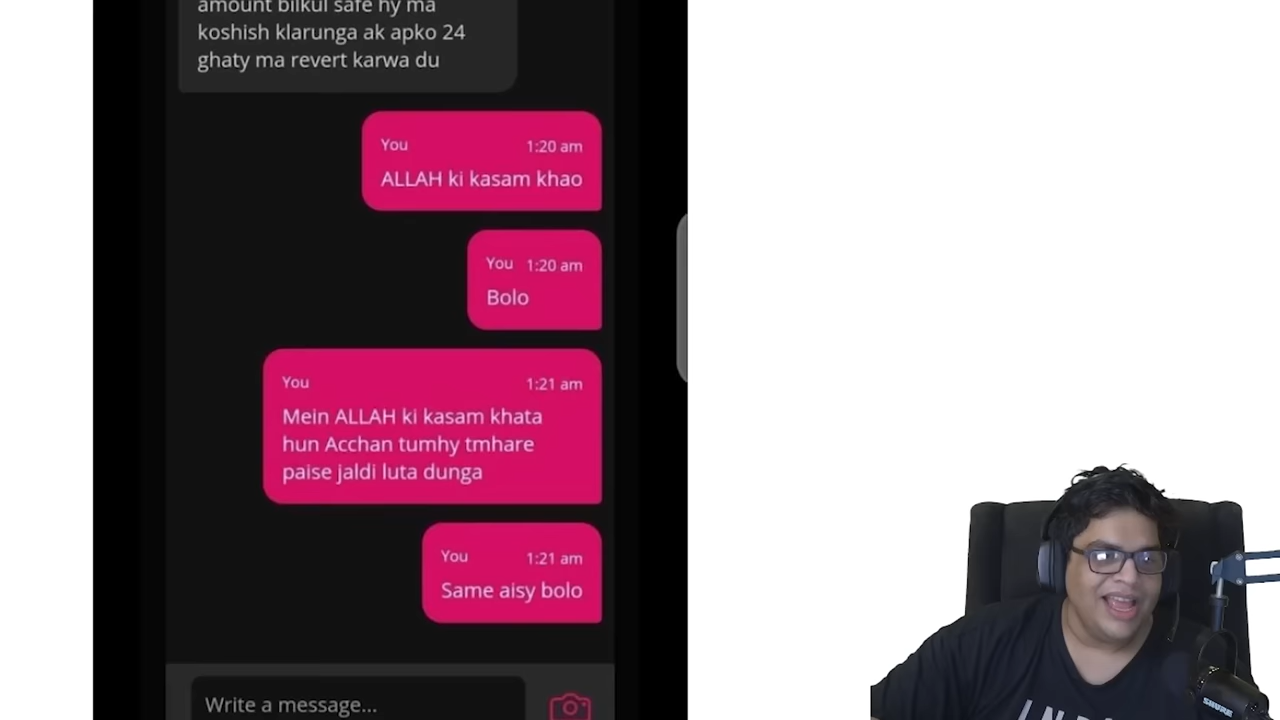 amount bilkul safe hy ma
koshish klarunga ak apko 24
ghaty ma revert karwa du
You 1:20 am
ALLAH ki kasam khao
You 1:20 am
Bolo
You 1:21 am
Mein ALLAH ki kasam khata
hun Acchan tumhy tmhare
paise jaldi luta dunga
You 1:21 am
Same aisy bolo
Write a message...
SHURE